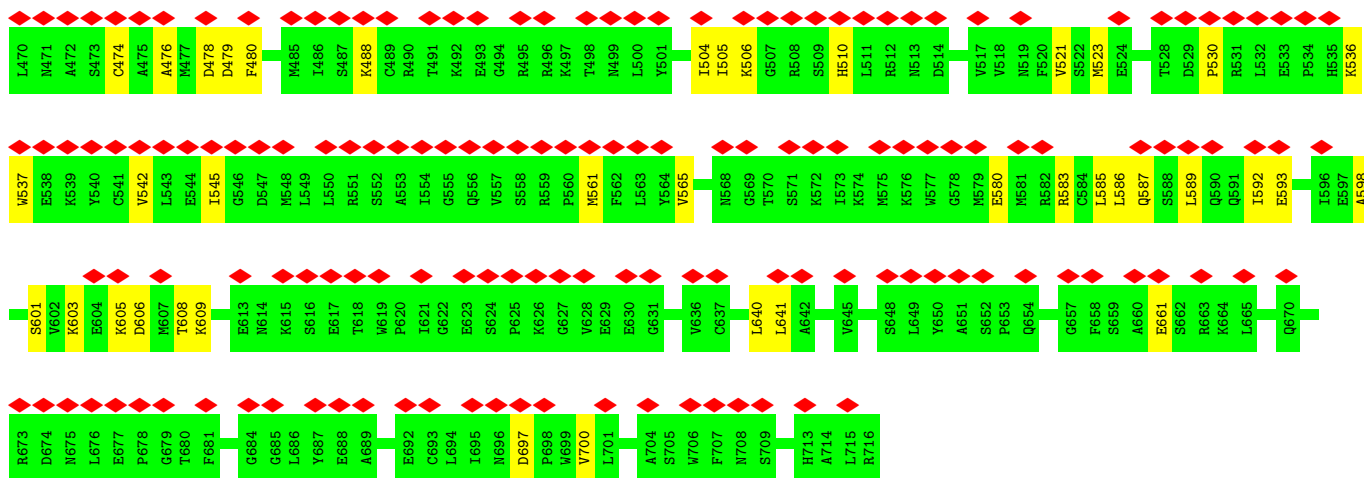 L470 N471 A472 S473 C474 A475 A476 M477 D478 D479 F480 M485 I486 S487 K488 C489 R490 T491 K492 E493 G494 R495 R496 K497 T498 N499 L500 Y501 I504 I505 K506 G507 R508 S509 H510 L511 R512 N513 D514 V517 V518 N519 F520 V521 S522 M523 E524 T528 D529 P530 R531 L532 E533 P534 H535 K536
W537 E538 K539 Y540 C541 V542 L543 E544 I545 G546 D547 M548 L549 L550 R551 S552 A553 I554 G555 Q556 V557 S558 R559 P560 M561 F562 L563 Y564 V565 N568 G569 T570 S571 K572 I573 K574 M575 K576 W577 G578 M579 E580 M581 R582 R583 C584 L585 L586 Q587 S588 L589 Q590 Q591 I592 E593 I596 E597 A598
S601 V602 K603 E604 K605 D606 M607 T608 K609 E613 N614 K615 S616 E617 T618 W619 P620 I621 G622 E623 S624 P625 K626 G627 V628 E629 E630 G631 V636 C637 L640 L641 A642 V645 S648 L649 Y650 A651 S652 P653 Q654 G657 F658 S659 A660 E661 S662 R663 K664 L665 Q670
R673 D674 N675 L676 E677 P678 G679 T680 F681 G684 G685 L686 Y687 E688 A689 E692 C693 L694 I695 N696 D697 P698 W699 V700 L701 A704 S705 W706 F707 N708 S709 H713 A714 L715 R716